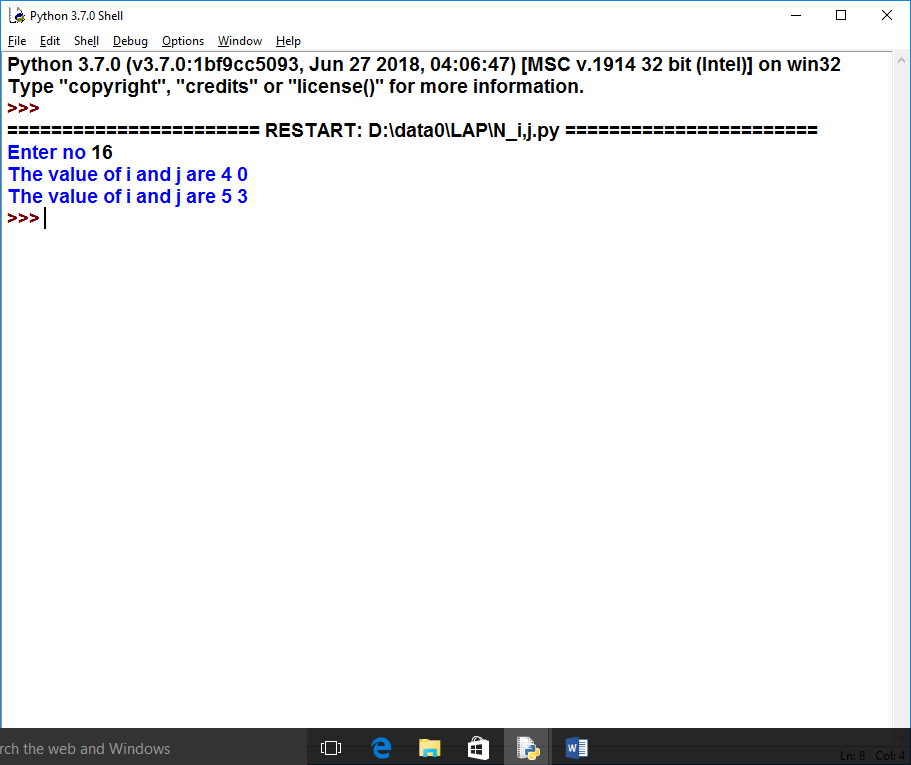 Python 3.7.0 Shell
File Edit Shell Debug Options Window Help
Python 3.7.0 (v3.7.0:1bf9cc5093, Jun 27 2018, 04:06:47) [MSC v.1914 32 bit (Intel)] on win32
Type "copyright", "credits" or "license()" for more information.
>>>
======================= RESTART: D:\data0\LAP\N_i,j.py =======================
Enter no 16
The value of i and j are 4 0
The value of i and j are 5 3
>>>
rch the web and Windows
Ln: 8 Col: 4